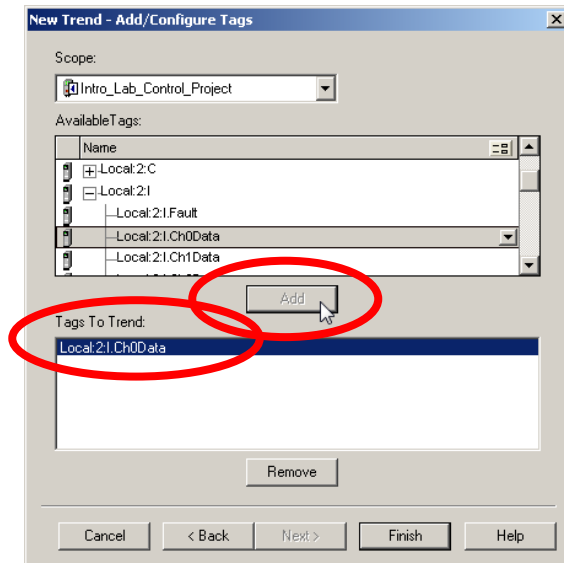 New Trend - Add/Configure Tags
Scope:
Intro_Lab_Control_Project
AvailableTags:
Name
Local:2:C
Local:2:I
Local:2:I.Fault
Local:2:I.Ch0Data
Local:2:I.Ch1Data
Add
Tags To Trend:
Local:2:I.Ch0Data
Remove
Cancel < Back Next > Finish Help